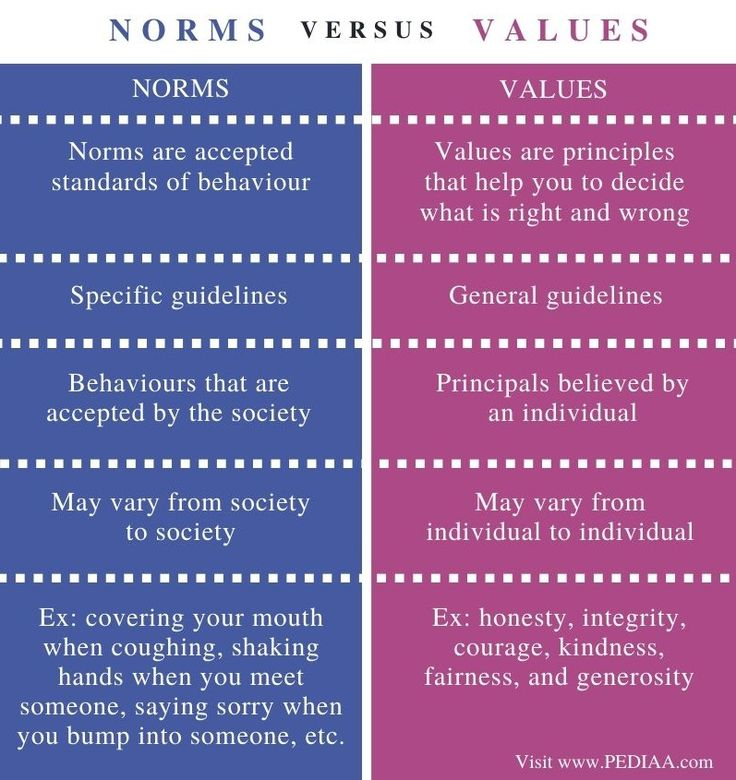 NORMS VERSUS VALUES
NORMS
VALUES
Norms are accepted
standards of behaviour
Values are principles
that help you to decide
what is right and wrong
Specific guidelines
General guidelines
Behaviours that are
accepted by the society
Principals believed by
an individual
May vary from society
to society
May vary from
individual to individual
Ex: covering your mouth
when coughing, shaking
hands when you meet
someone, saying sorry when
you bump into someone, etc.
Ex: honesty, integrity,
courage, kindness,
fairness, and generosity
Visit www.PEDIAA.com